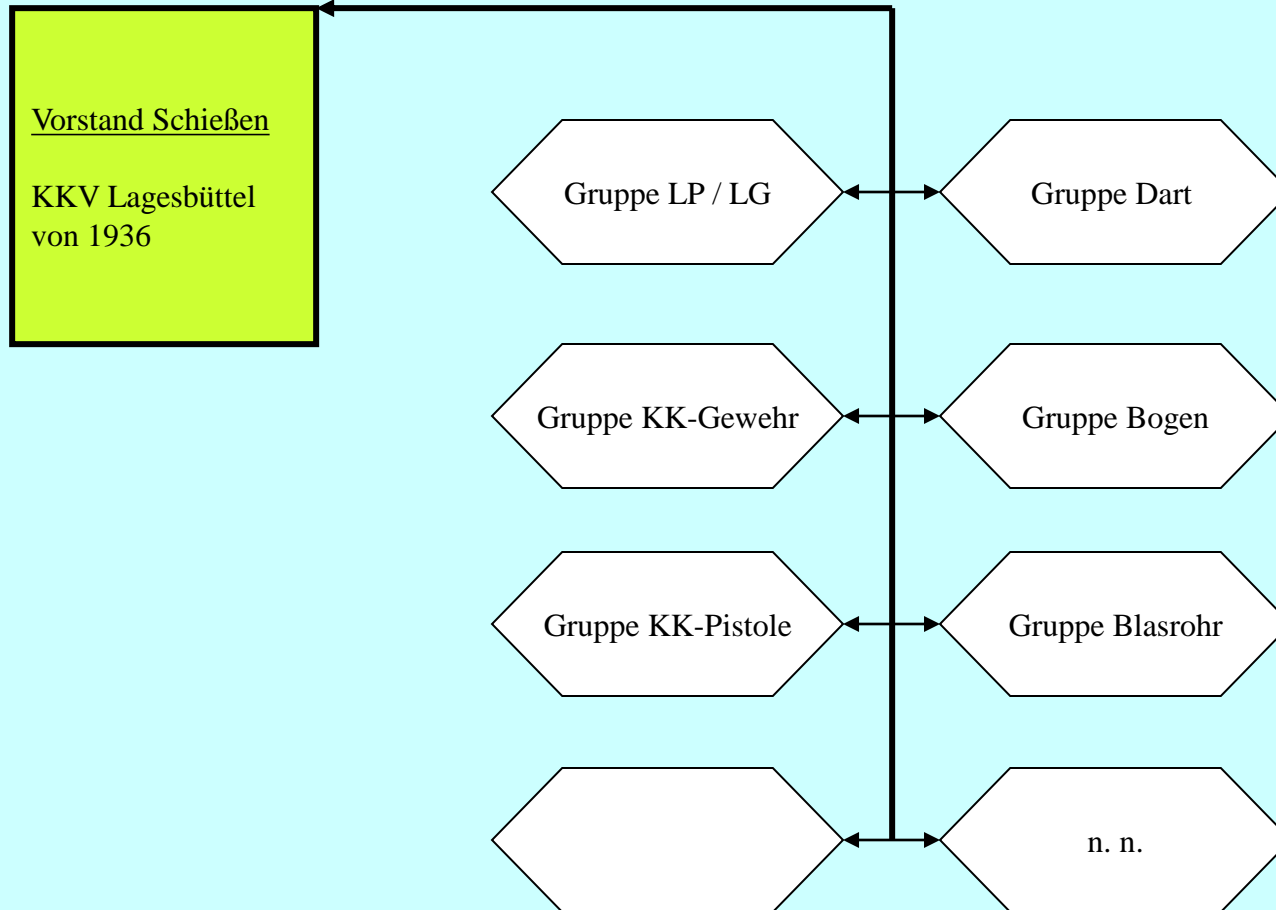 Vorstand Schießen
KKV Lagesbüttel
von 1936
Gruppe LP / LG
Gruppe Dart
Gruppe KK-Gewehr
Gruppe Bogen
Gruppe KK-Pistole
Gruppe Blasrohr
n. n.